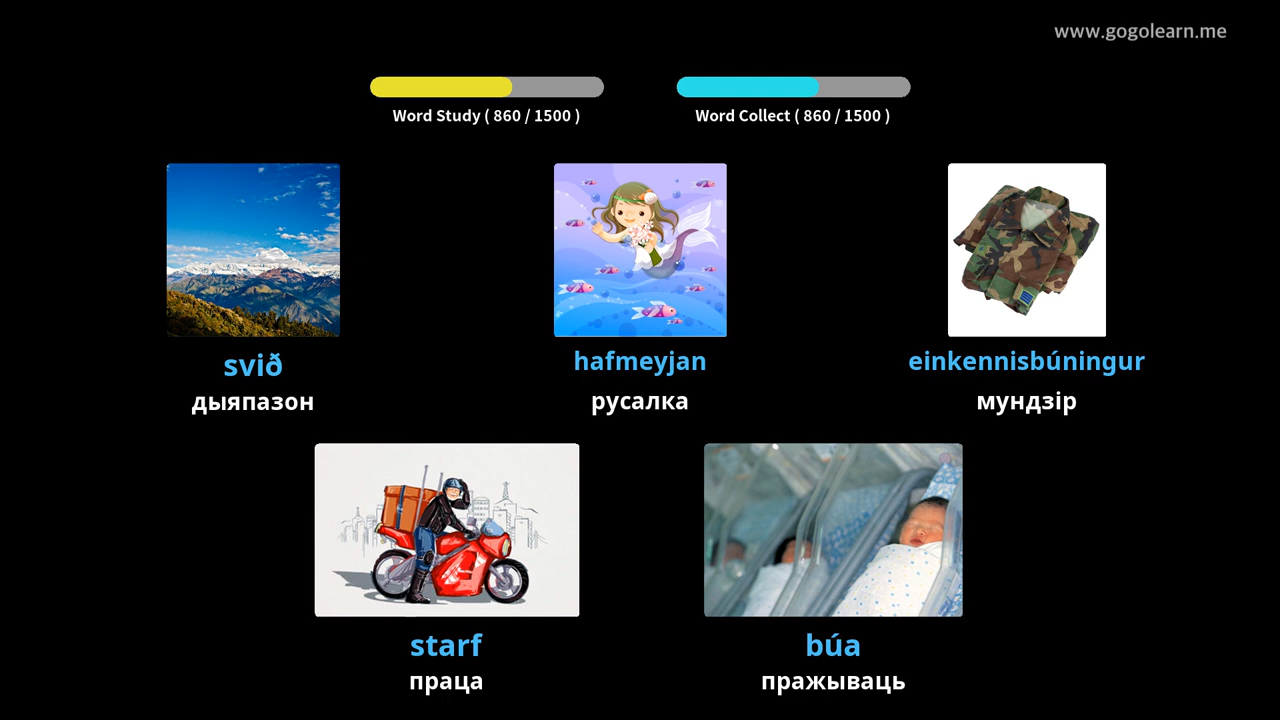 www.gogolearn.me
Word Study ( 860 / 1500 )
Word Collect ( 860 / 1500 )
svið
дыяпазон
hafmeyjan
русалка
einkennisbúningur
мундзір
starf
праца
búa
пражываць